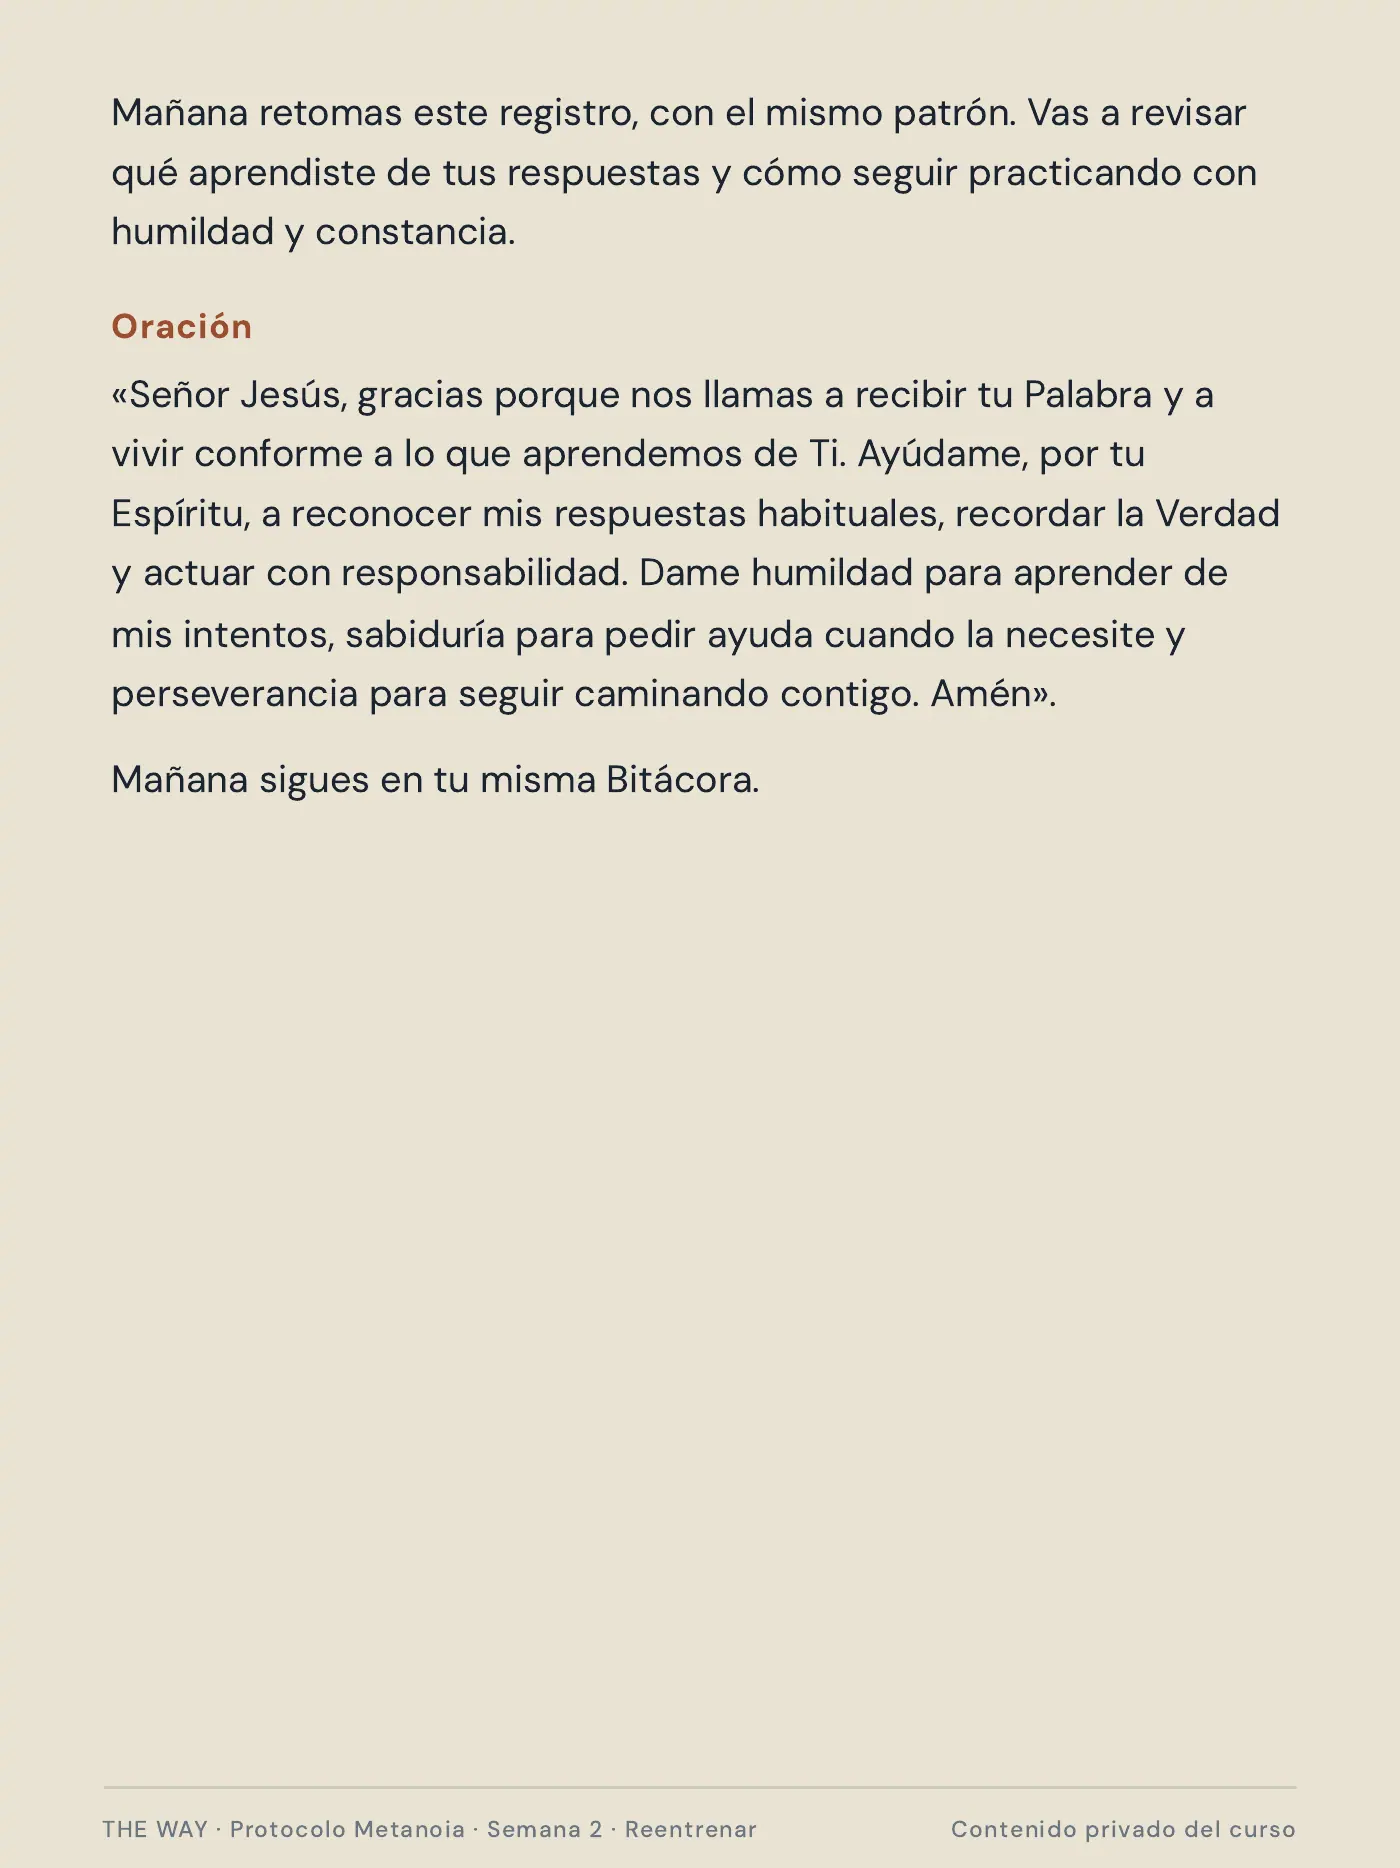 Mañana retomas este registro, con el mismo patrón. Vas a revisar
qué aprendiste de tus respuestas y cómo seguir practicando con
humildad y constancia.
Oración
«Señor Jesús, gracias porque nos llamas a recibir tu Palabra y a
vivir conforme a lo que aprendemos de Ti. Ayúdame, por tu
Espíritu, a reconocer mis respuestas habituales, recordar la Verdad
y actuar con responsabilidad. Dame humildad para aprender de
mis intentos, sabiduría para pedir ayuda cuando la necesite y
perseverancia para seguir caminando contigo. Amén».
Mañana sigues en tu misma Bitácora.
THE WAY · Protocolo Metanoia · Semana 2 · Reentrenar
Contenido privado del curso